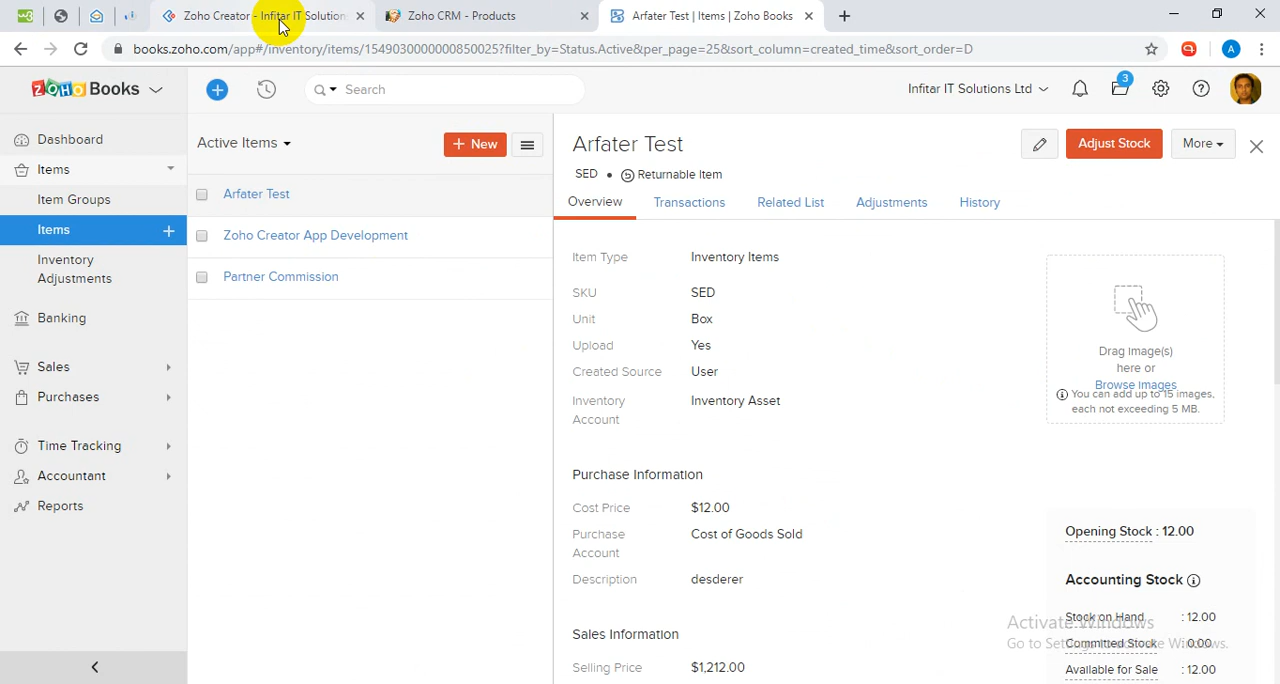 Zoho Creator - Infitar IT Solution
Zoho CRM - Products
Arfater Test | Items | Zoho Books
books.zoho.com/app#/inventory/items/1549030000000850025?filter_by=Status.Active&per_page=25&sort_column=created_time&sort_order=D
A
ZOHO Books
Search
Infitar IT Solutions Ltd
3
Dashboard
Items
Item Groups
Items
Inventory
Adjustments
Banking
Sales
Purchases
Time Tracking
Accountant
Reports
Active Items
+ New
Arfater Test
Zoho Creator App Development
Partner Commission
Arfater Test
Adjust Stock
More
SED • Returnable Item
Overview
Transactions
Related List
Adjustments
History
Item Type Inventory Items
SKU SED
Unit Box
Upload Yes
Created Source User
Inventory Account Inventory Asset
Drag image(s)
here or
Browse images
You can add up to 15 images,
each not exceeding 5 MB.
Purchase Information
Cost Price $12.00
Purchase Account Cost of Goods Sold
Description desderer
Sales Information
Selling Price $1,212.00
Opening Stock : 12.00
Accounting Stock
Stock on Hand : 12.00
Committed Stock : 0.00
Available for Sale : 12.00
Activate Windows
Go to Settings to activate Windows.